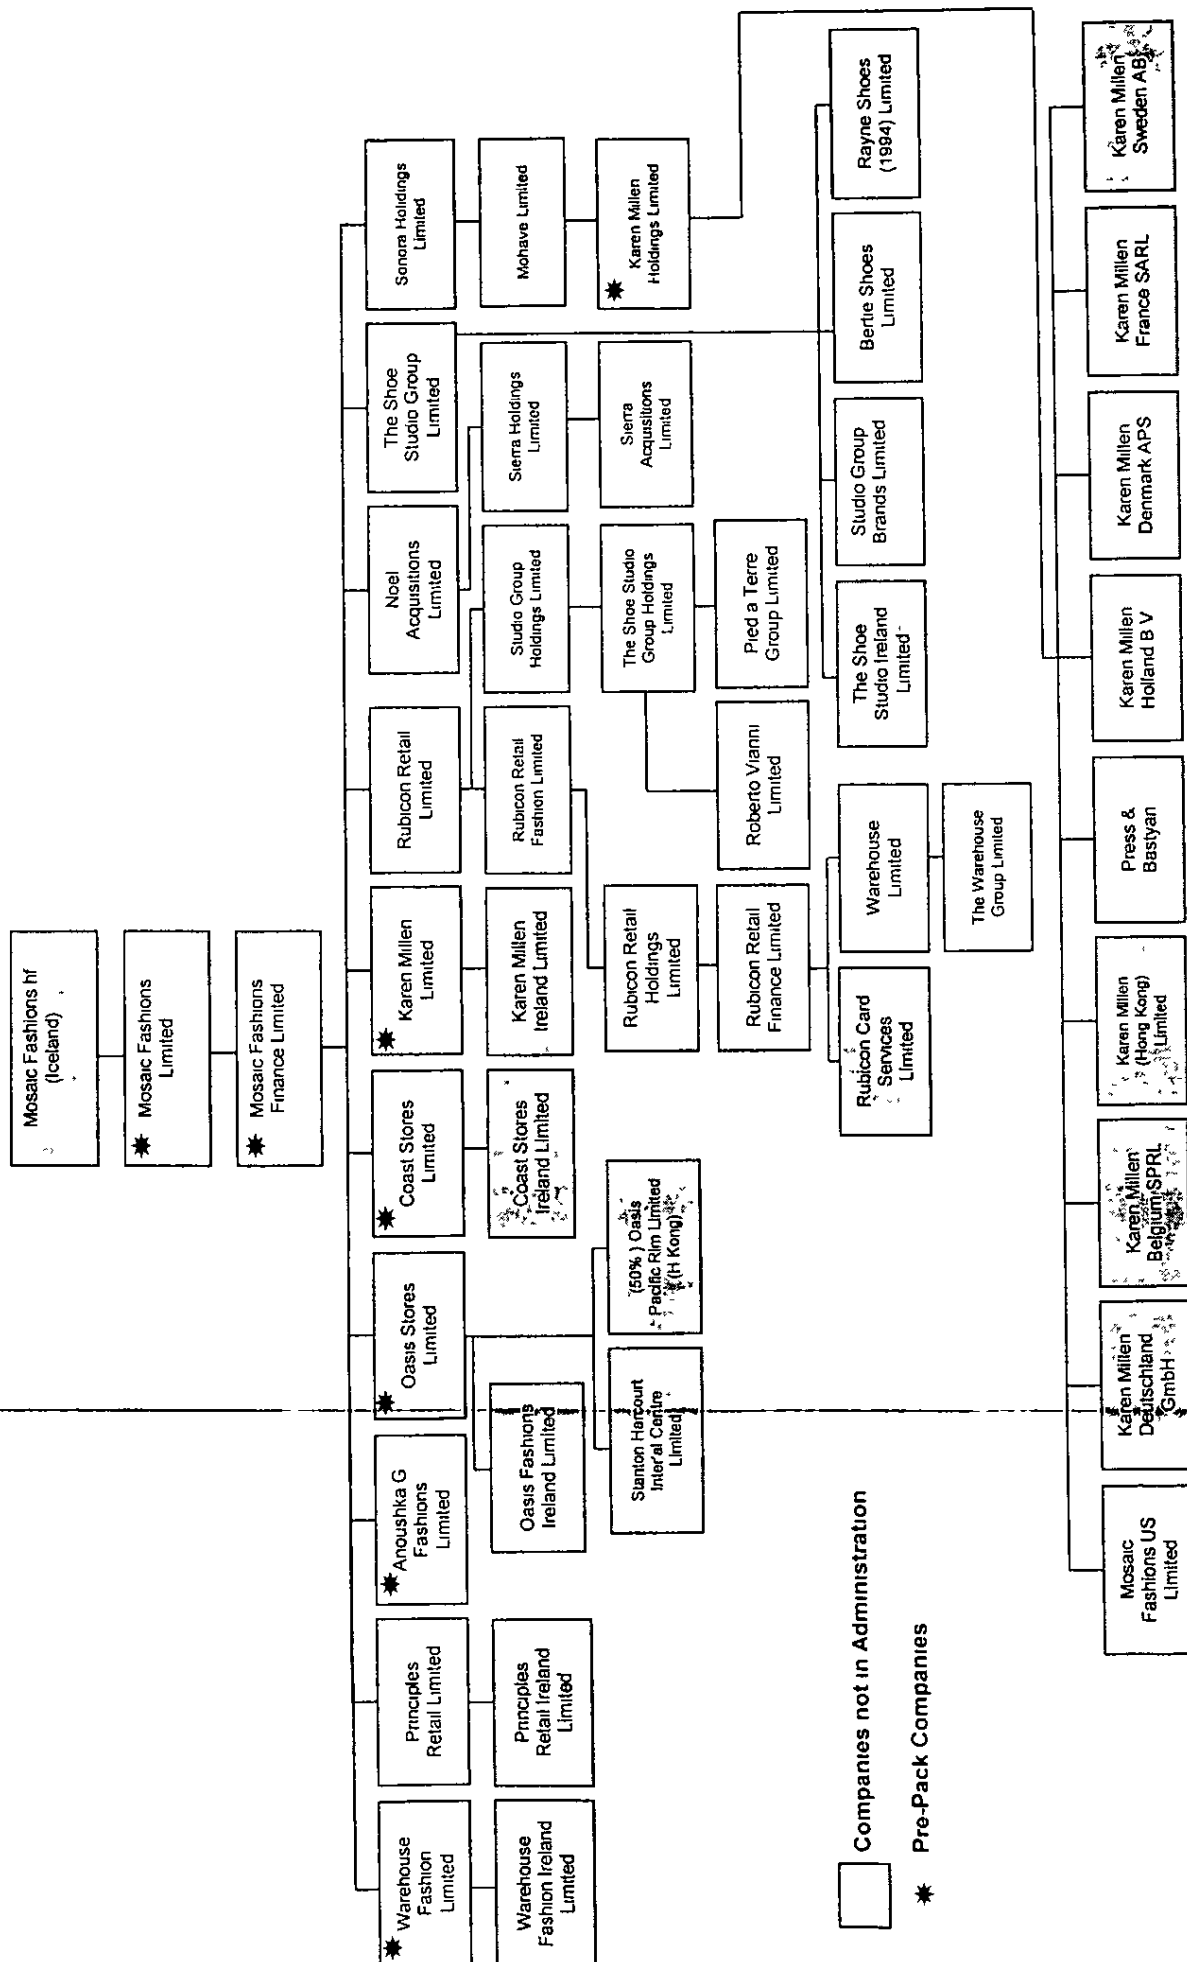 Mosaic Fashions hf
(Iceland)
Mosaic Fashions
Limited
Mosaic Fashions
Finance Limited
Warehouse
Fashion
Limited
Principles
Retail Limited
Anoushka G
Fashions
Limited
Oasis Stores
Limited
Coast Stores
Limited
Karen Millen
Limited
Rubicon Retail
Limited
Noel
Acquisitions
Limited
The Shoe
Studio Group
Limited
Sonora Holdings
Limited
Warehouse
Fashion Ireland
Limited
Principles
Retail Ireland
Limited
Oasis Fashions
Ireland Limited
Coast Stores
Ireland Limited
Karen Millen
Ireland Limited
Rubicon Retail
Fashion Limited
Studio Group
Holdings Limited
Sierra Holdings
Limited
Mohave Limited
Stanton Harcourt
Inter'al Centre
Limited
(50% ) Oasis
Pacific Rim Limited
(H Kong)
Rubicon Retail
Holdings
Limited
The Shoe Studio
Group Holdings
Limited
Sierra
Acquisitions
Limited
Karen Millen
Holdings Limited
Rubicon Retail
Finance Limited
Roberto Vianni
Limited
Pied a Terre
Group Limited
Rubicon Card
Services
Limited
Warehouse
Limited
The Shoe
Studio Ireland
Limited
Studio Group
Brands Limited
Bertie Shoes
Limited
Rayne Shoes
(1994) Limited
The Warehouse
Group Limited
Companies not in Administration
Pre-Pack Companies
Mosaic
Fashions US
Limited
Karen Millen
Deutschland
GmbH
Karen Millen
Belgium SPRL
Karen Millen
(Hong Kong)
Limited
Press &
Bastyan
Karen Millen
Holland B V
Karen Millen
Denmark APS
Karen Millen
France SARL
Karen Millen
Sweden AB